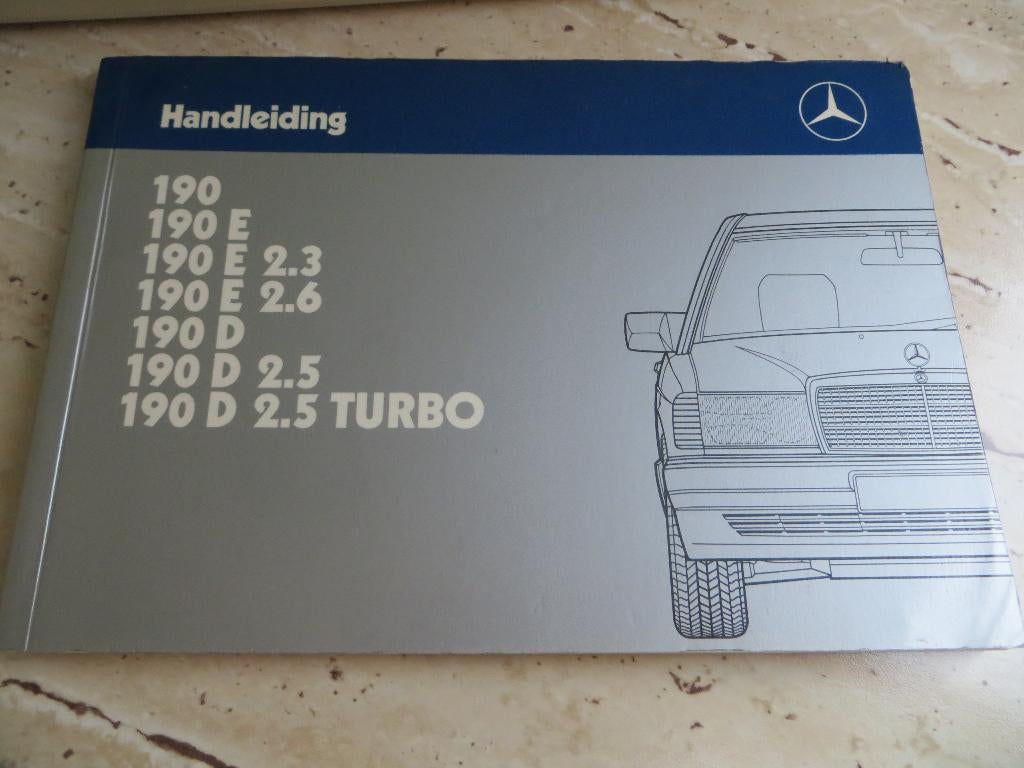 Handleiding
190
190 E
190 E 2.3
190 E 2.6
190 D
190 D 2.5
190 D 2.5 TURBO